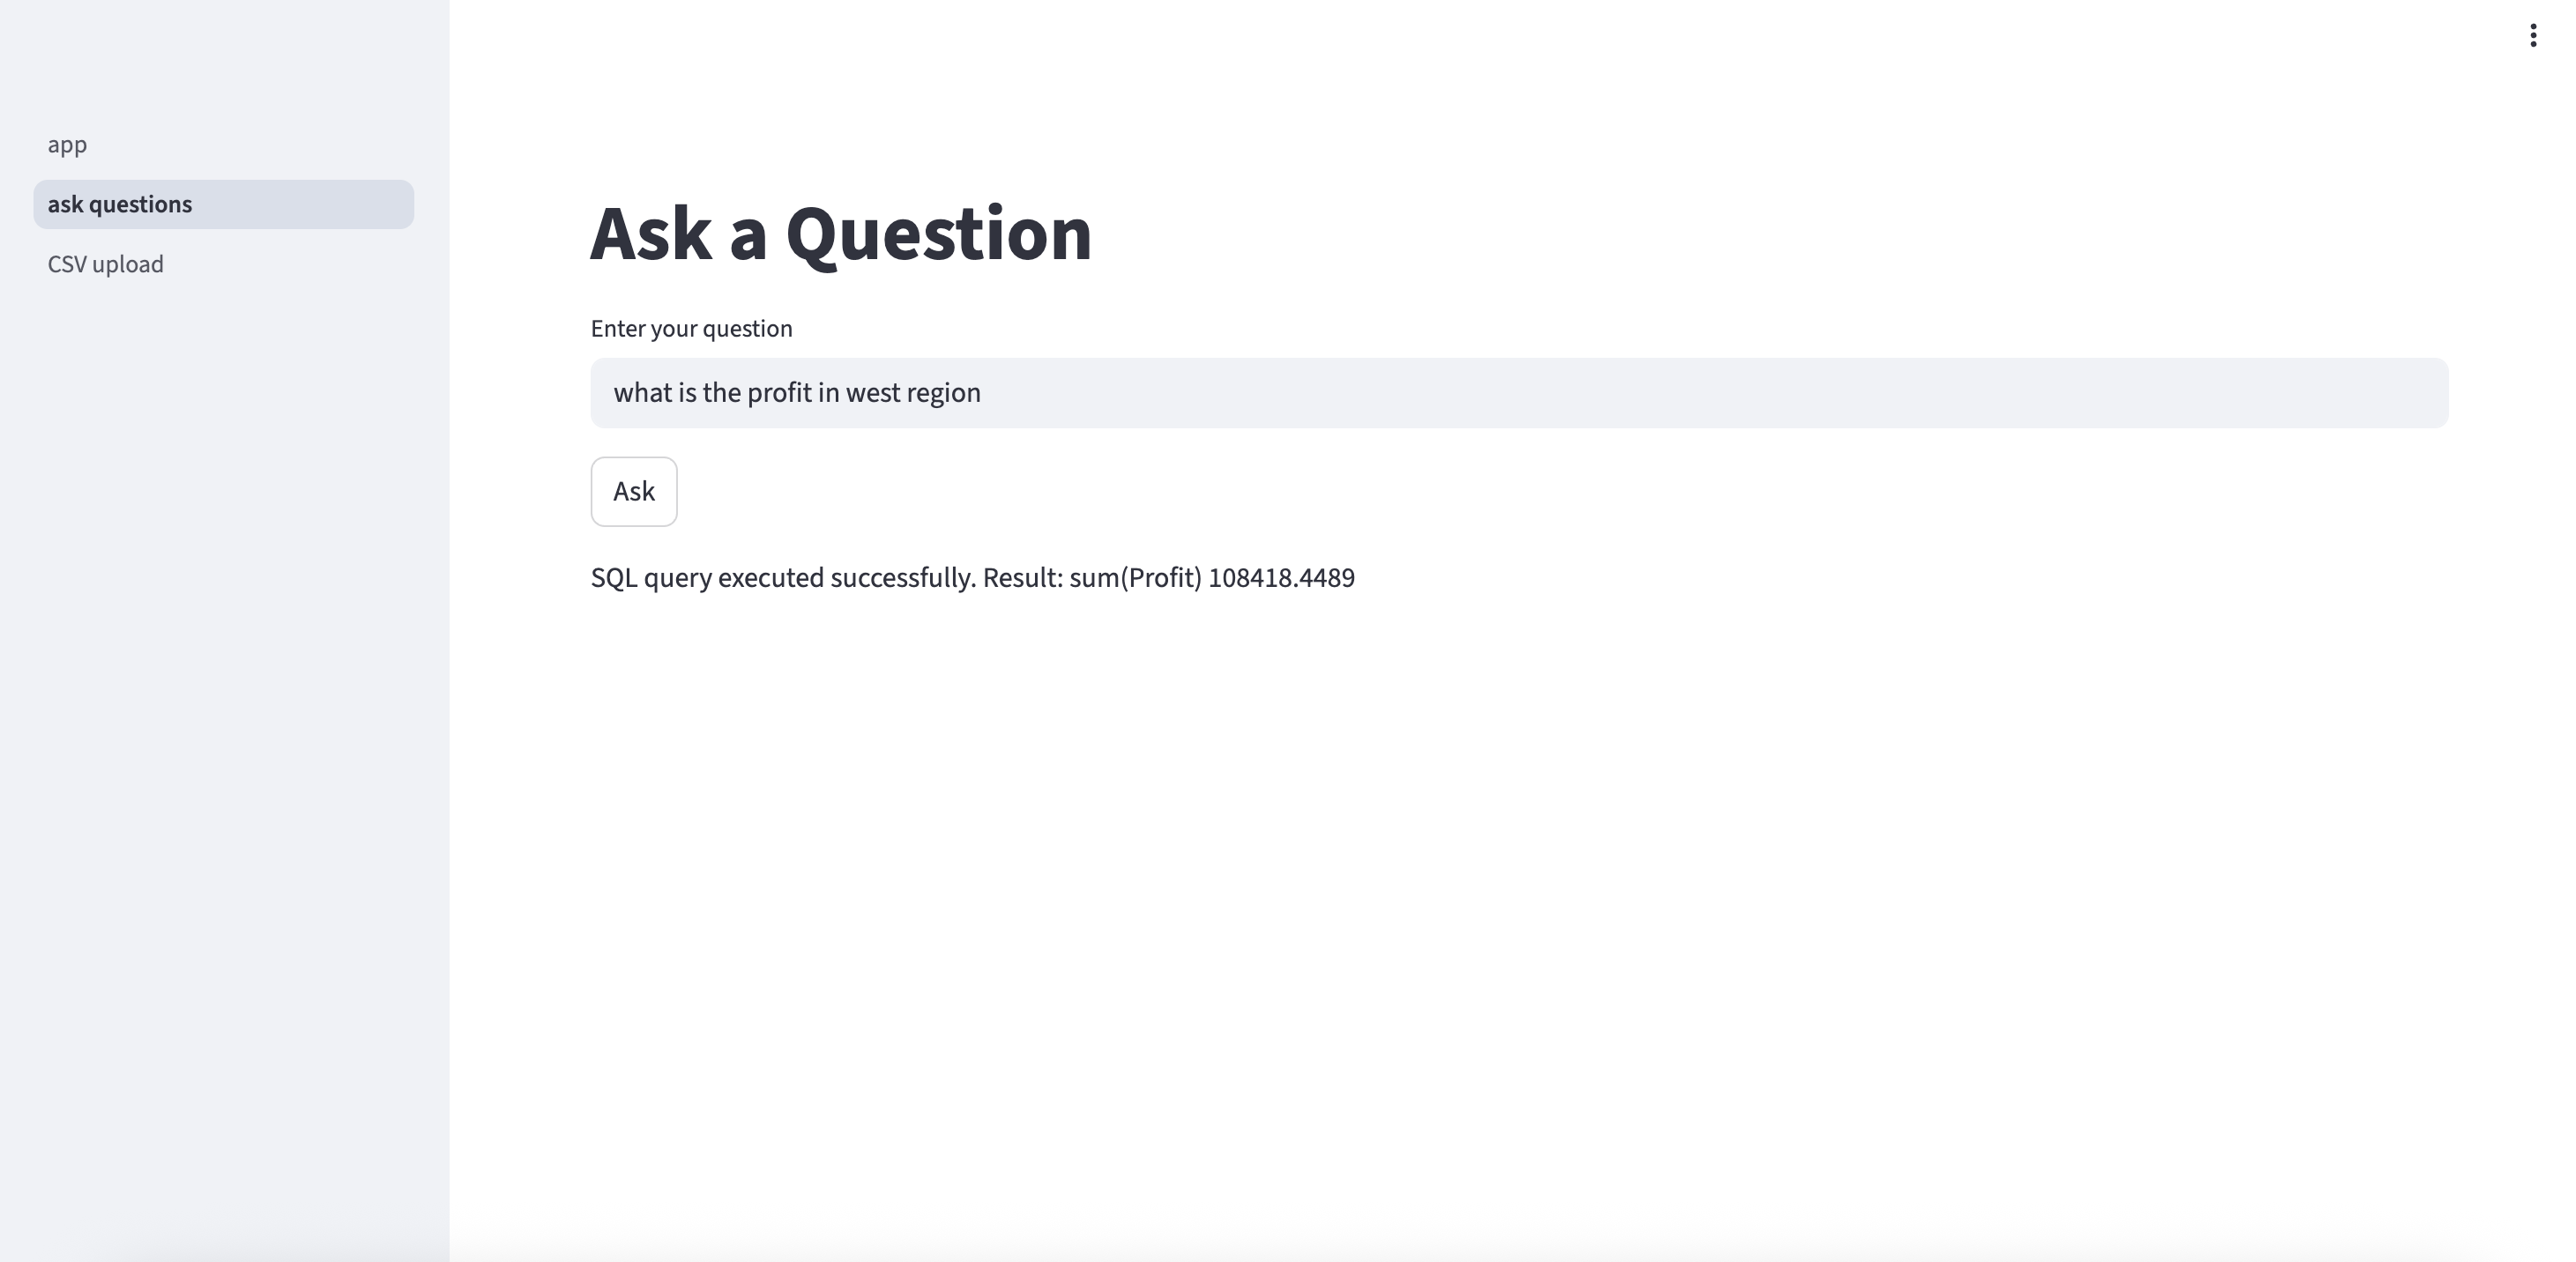 app
ask questions
CSV upload
Ask a Question
Enter your question
what is the profit in west region
Ask
SQL query executed successfully. Result: sum(Profit) 108418.4489